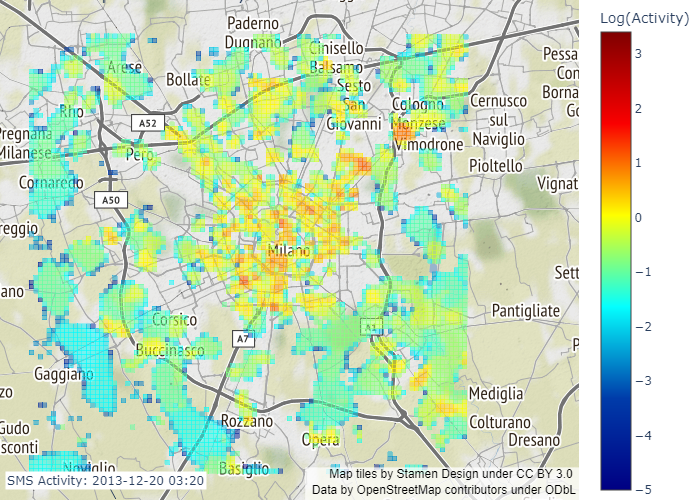 Log(Activity)
3
2
1
0
−1
−2
−3
−4
−5
Paderno
Dugnano
Cinisello
Balsamo
Arese
Bollate
Sesto
San
Giovanni
Cologno
Monzese
Cernusco
sul
Naviglio
Pessa
Con
Borna
Go
Rho
A52
Pregnana
Milanese
Pero
Vimodrone
Pioltello
Cornaredo
A50
Vignat
reggio
Milano
Sett
ano
Pantigliate
Corsico
A7
A1
Buccinasco
P
Gaggiano
zo
Mediglia
Rozzano
Colturano
Gudo
sconti
Opera
Dresano
Noviglio
Basiglio
SMS Activity: 2013-12-20 03:20
Map tiles by Stamen Design under CC BY 3.0
Data by OpenStreetMap contributors under ODbL